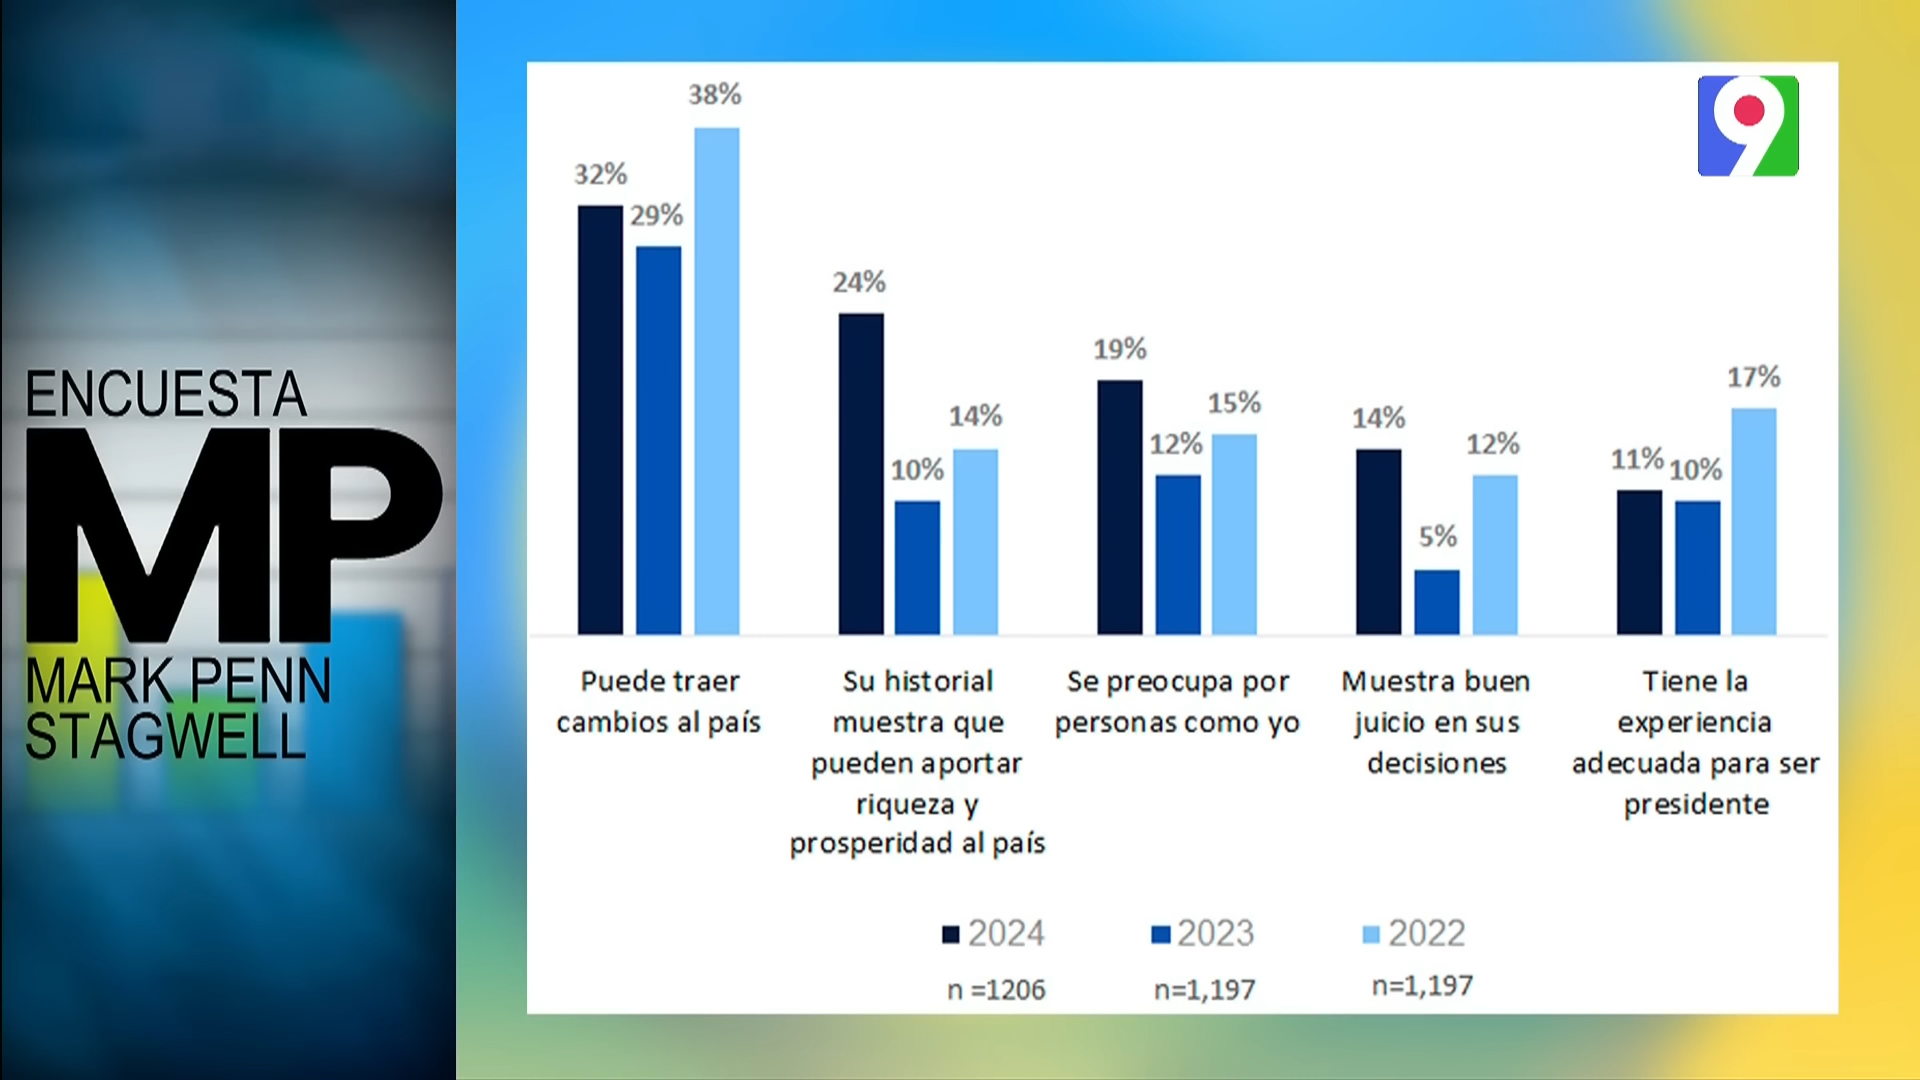 ENCUESTA
MP
MARK PENN
STAGWELL
9
38%
32%
29%
24%
14%
10%
19%
15%
12%
14%
12%
5%
17%
11%
10%
Puede traer
cambios al país
Su historial
muestra que
pueden aportar
riqueza y
prosperidad al país
Se preocupa por
personas como yo
Muestra buen
juicio en sus
decisiones
Tiene la
experiencia
adecuada para ser
presidente
2024
2023
2022
n =1206
n=1,197
n=1,197